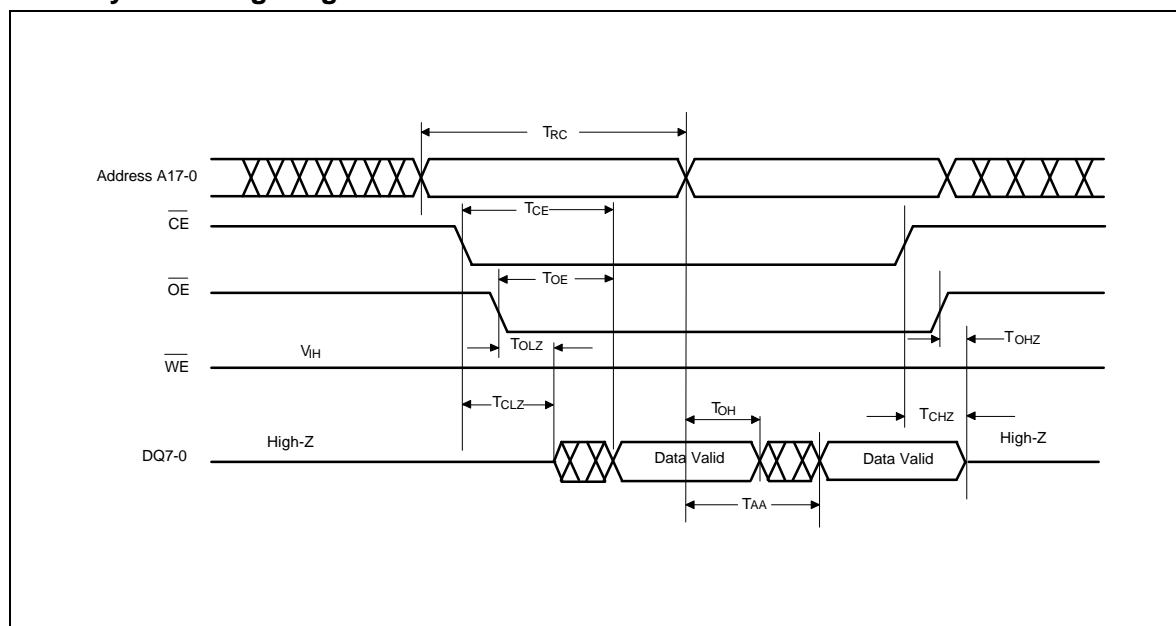 TRC
Address A17-0
TCE
CE
TOE
OE
TOLZ
TOHZ
VIH
WE
TCLZ
TOH
TCHZ
High-Z
High-Z
DQ7-0
Data Valid
Data Valid
TAA